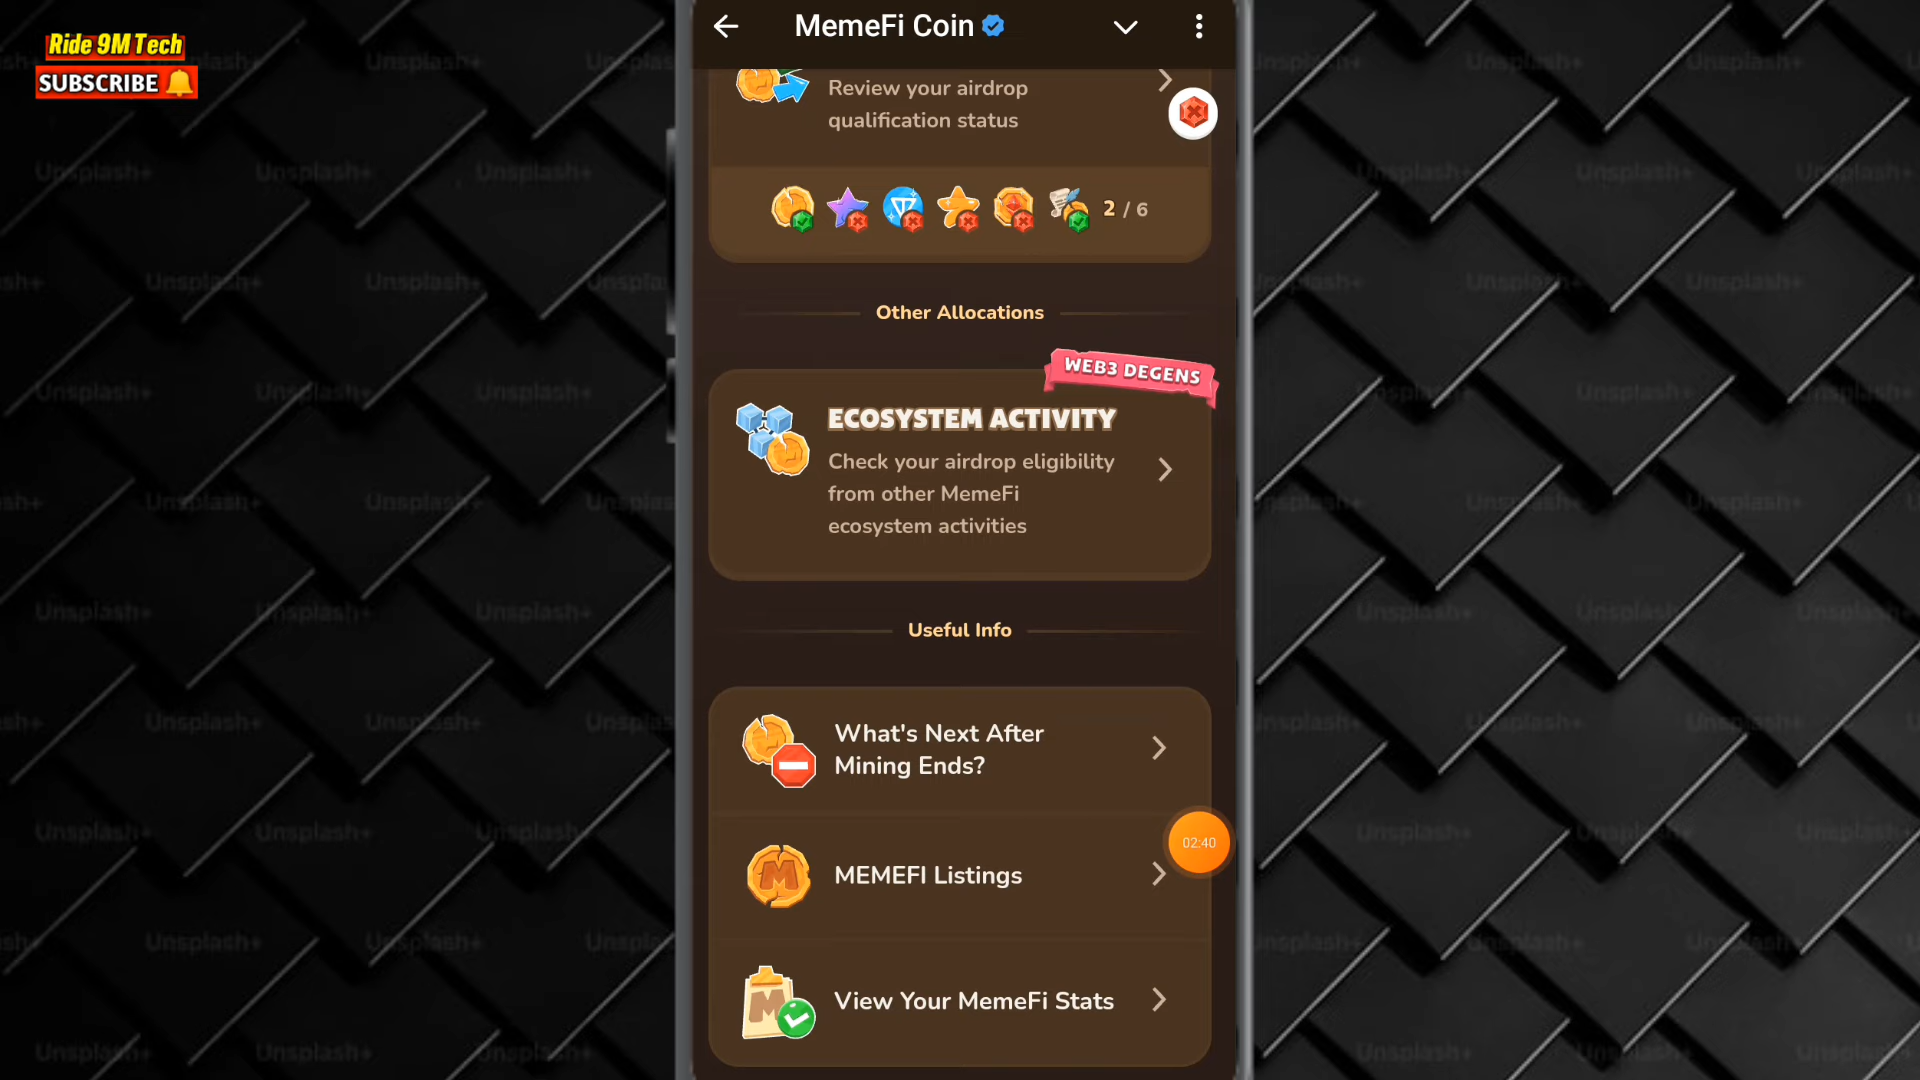 Ride 9M Tech
SUBSCRIBE
MemeFi Coin
Review your airdrop
qualification status
2 / 6
Other Allocations
WEB3 DEGENS
ECOSYSTEM ACTIVITY
Check your airdrop eligibility
from other MemeFi
ecosystem activities
Useful Info
What's Next After
Mining Ends?
02:40
MEMEFI Listings
View Your MemeFi Stats
Unsplash+